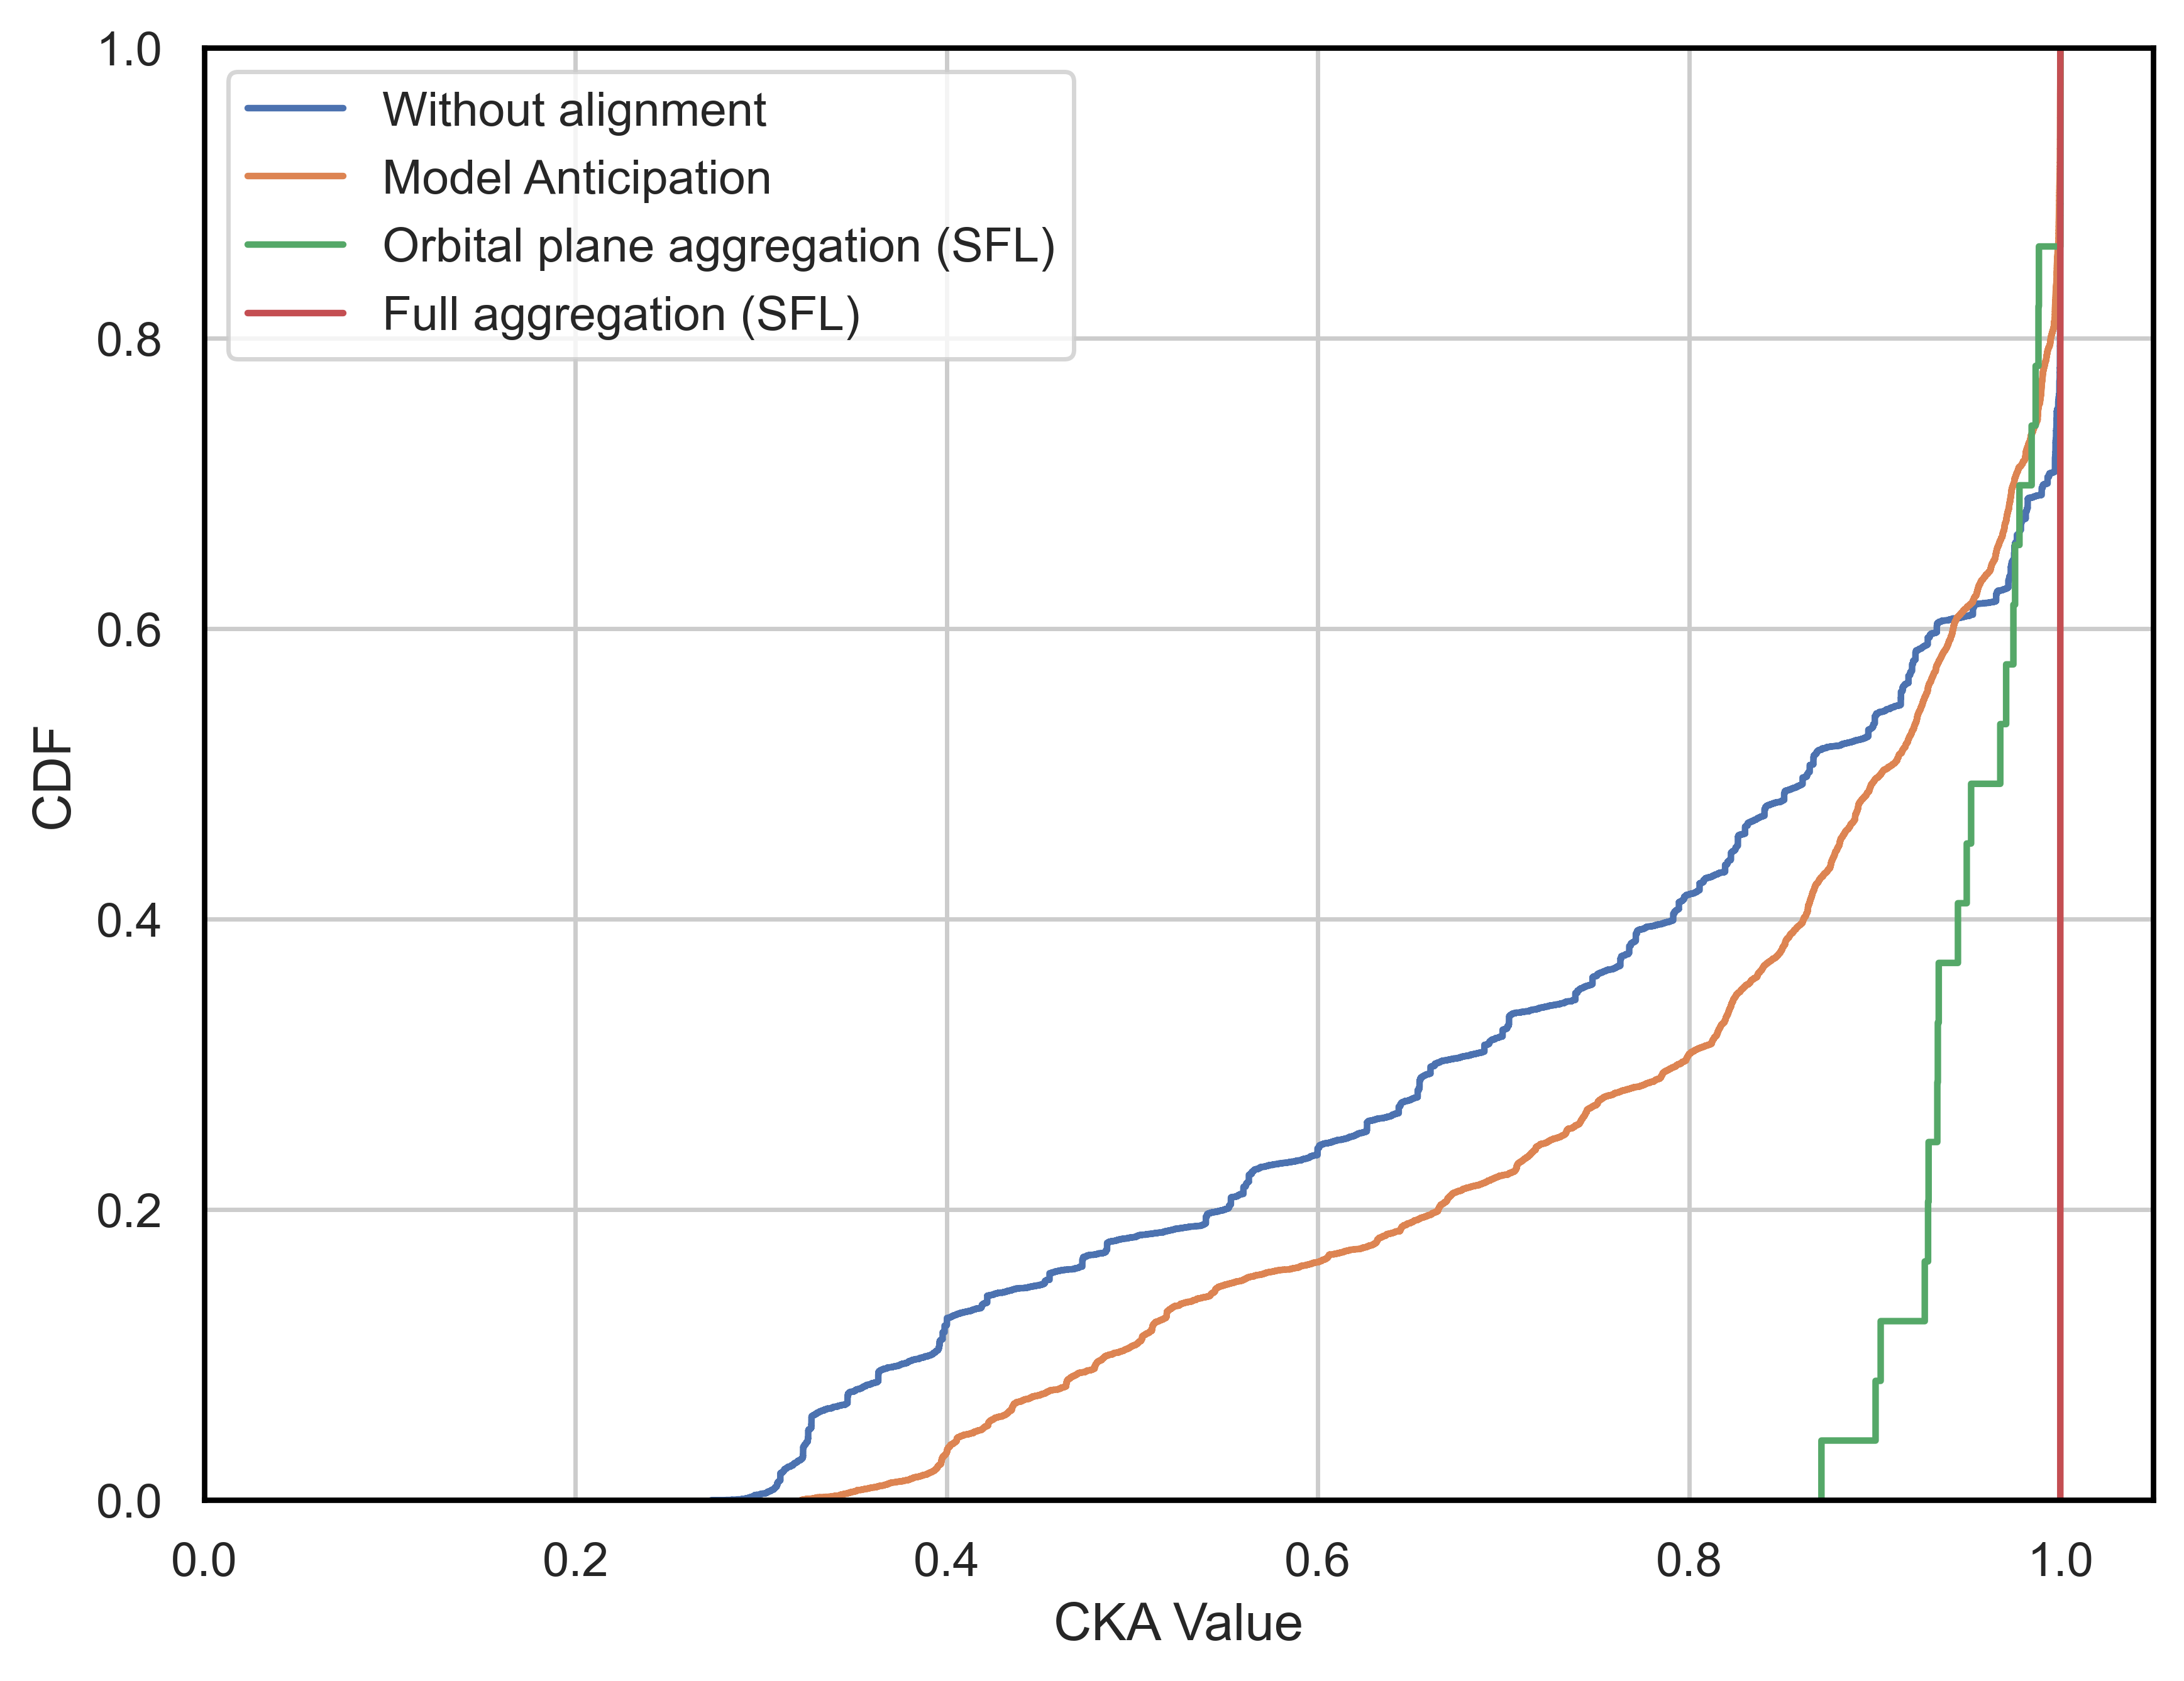 1.0
Without alignment
Model Anticipation
Orbital plane aggregation (SFL)
Full aggregation (SFL)
0.8
0.6
CDF
0.4
0.2
0.0
0.0 0.2 0.4 0.6 0.8 1.0
CKA Value